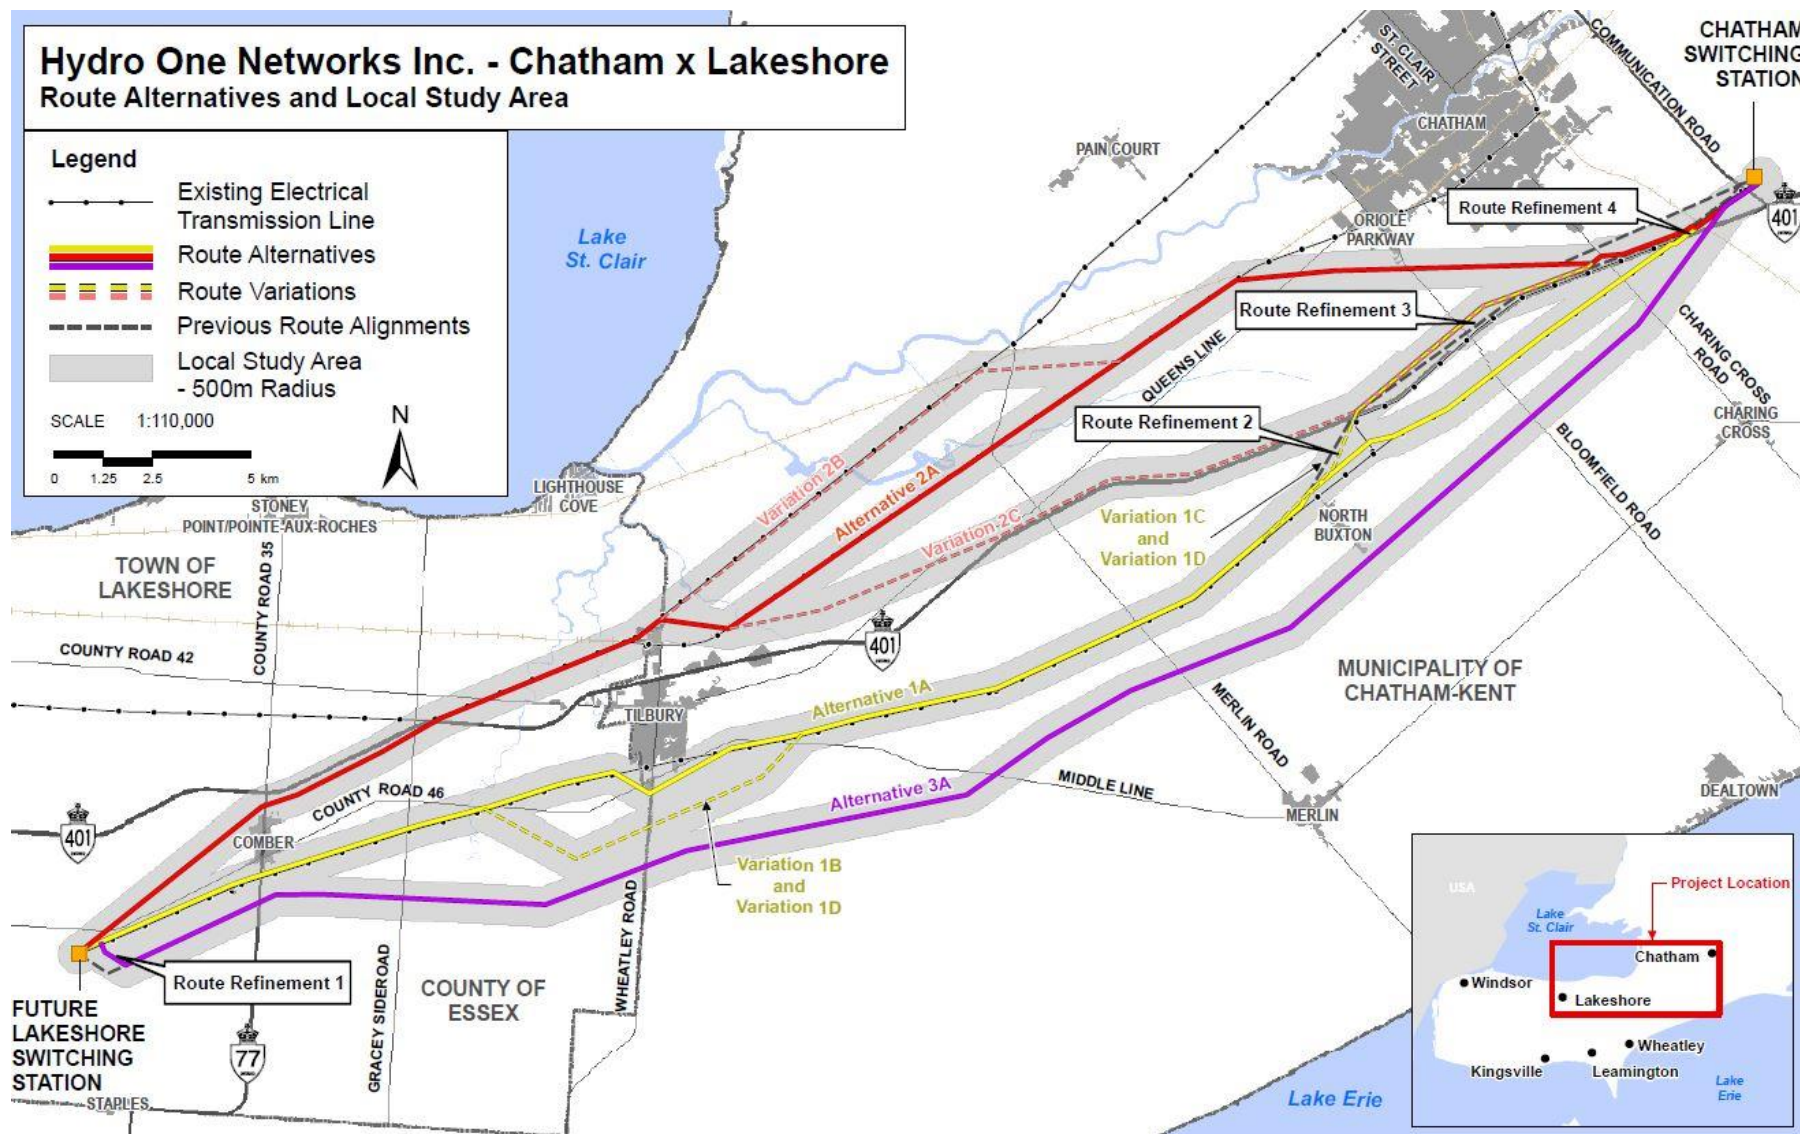 Hydro One Networks Inc. - Chatham x Lakeshore
Route Alternatives and Local Study Area
Legend
Existing Electrical
Transmission Line
Route Alternatives
Route Variations
Previous Route Alignments
Local Study Area
- 500m Radius
SCALE 1:110,000
N
0 1.25 2.5 5 km
Lake
St. Clair
PAIN COURT
ST. CLAIR
STREET
CHATHAM
COMMUNICATION ROAD
CHATHAM
SWITCHING
STATION
401
Route Refinement 4
ORIOLE
PARKWAY
Route Refinement 3
QUEENS LINE
CHARING CROSS
ROAD
CHARING
CROSS
Route Refinement 2
BLOOMFIELD ROAD
LIGHTHOUSE
COVE
STONEY
POINT/POINTE-AUX-ROCHES
Variation 2B
Alternative 2A
Variation 2C
Variation 1C
and
Variation 1D
NORTH
BUXTON
TOWN OF
LAKESHORE
COUNTY ROAD 35
COUNTY ROAD 42
401
TILBURY
Alternative 1A
MERLIN ROAD
MUNICIPALITY OF
CHATHAM-KENT
COUNTY ROAD 46
MIDDLE LINE
Alternative 3A
MERLIN
DEALTOWN
401
COMBER
Variation 1B
and
Variation 1D
WHEATLEY ROAD
GRACEY SIDEROAD
Route Refinement 1
COUNTY OF
ESSEX
FUTURE
LAKESHORE
SWITCHING
STATION
77
STAPLES
Lake Erie
USA
Project Location
Lake
St. Clair
Chatham
Windsor
Lakeshore
Wheatley
Kingsville
Leamington
Lake
Erie